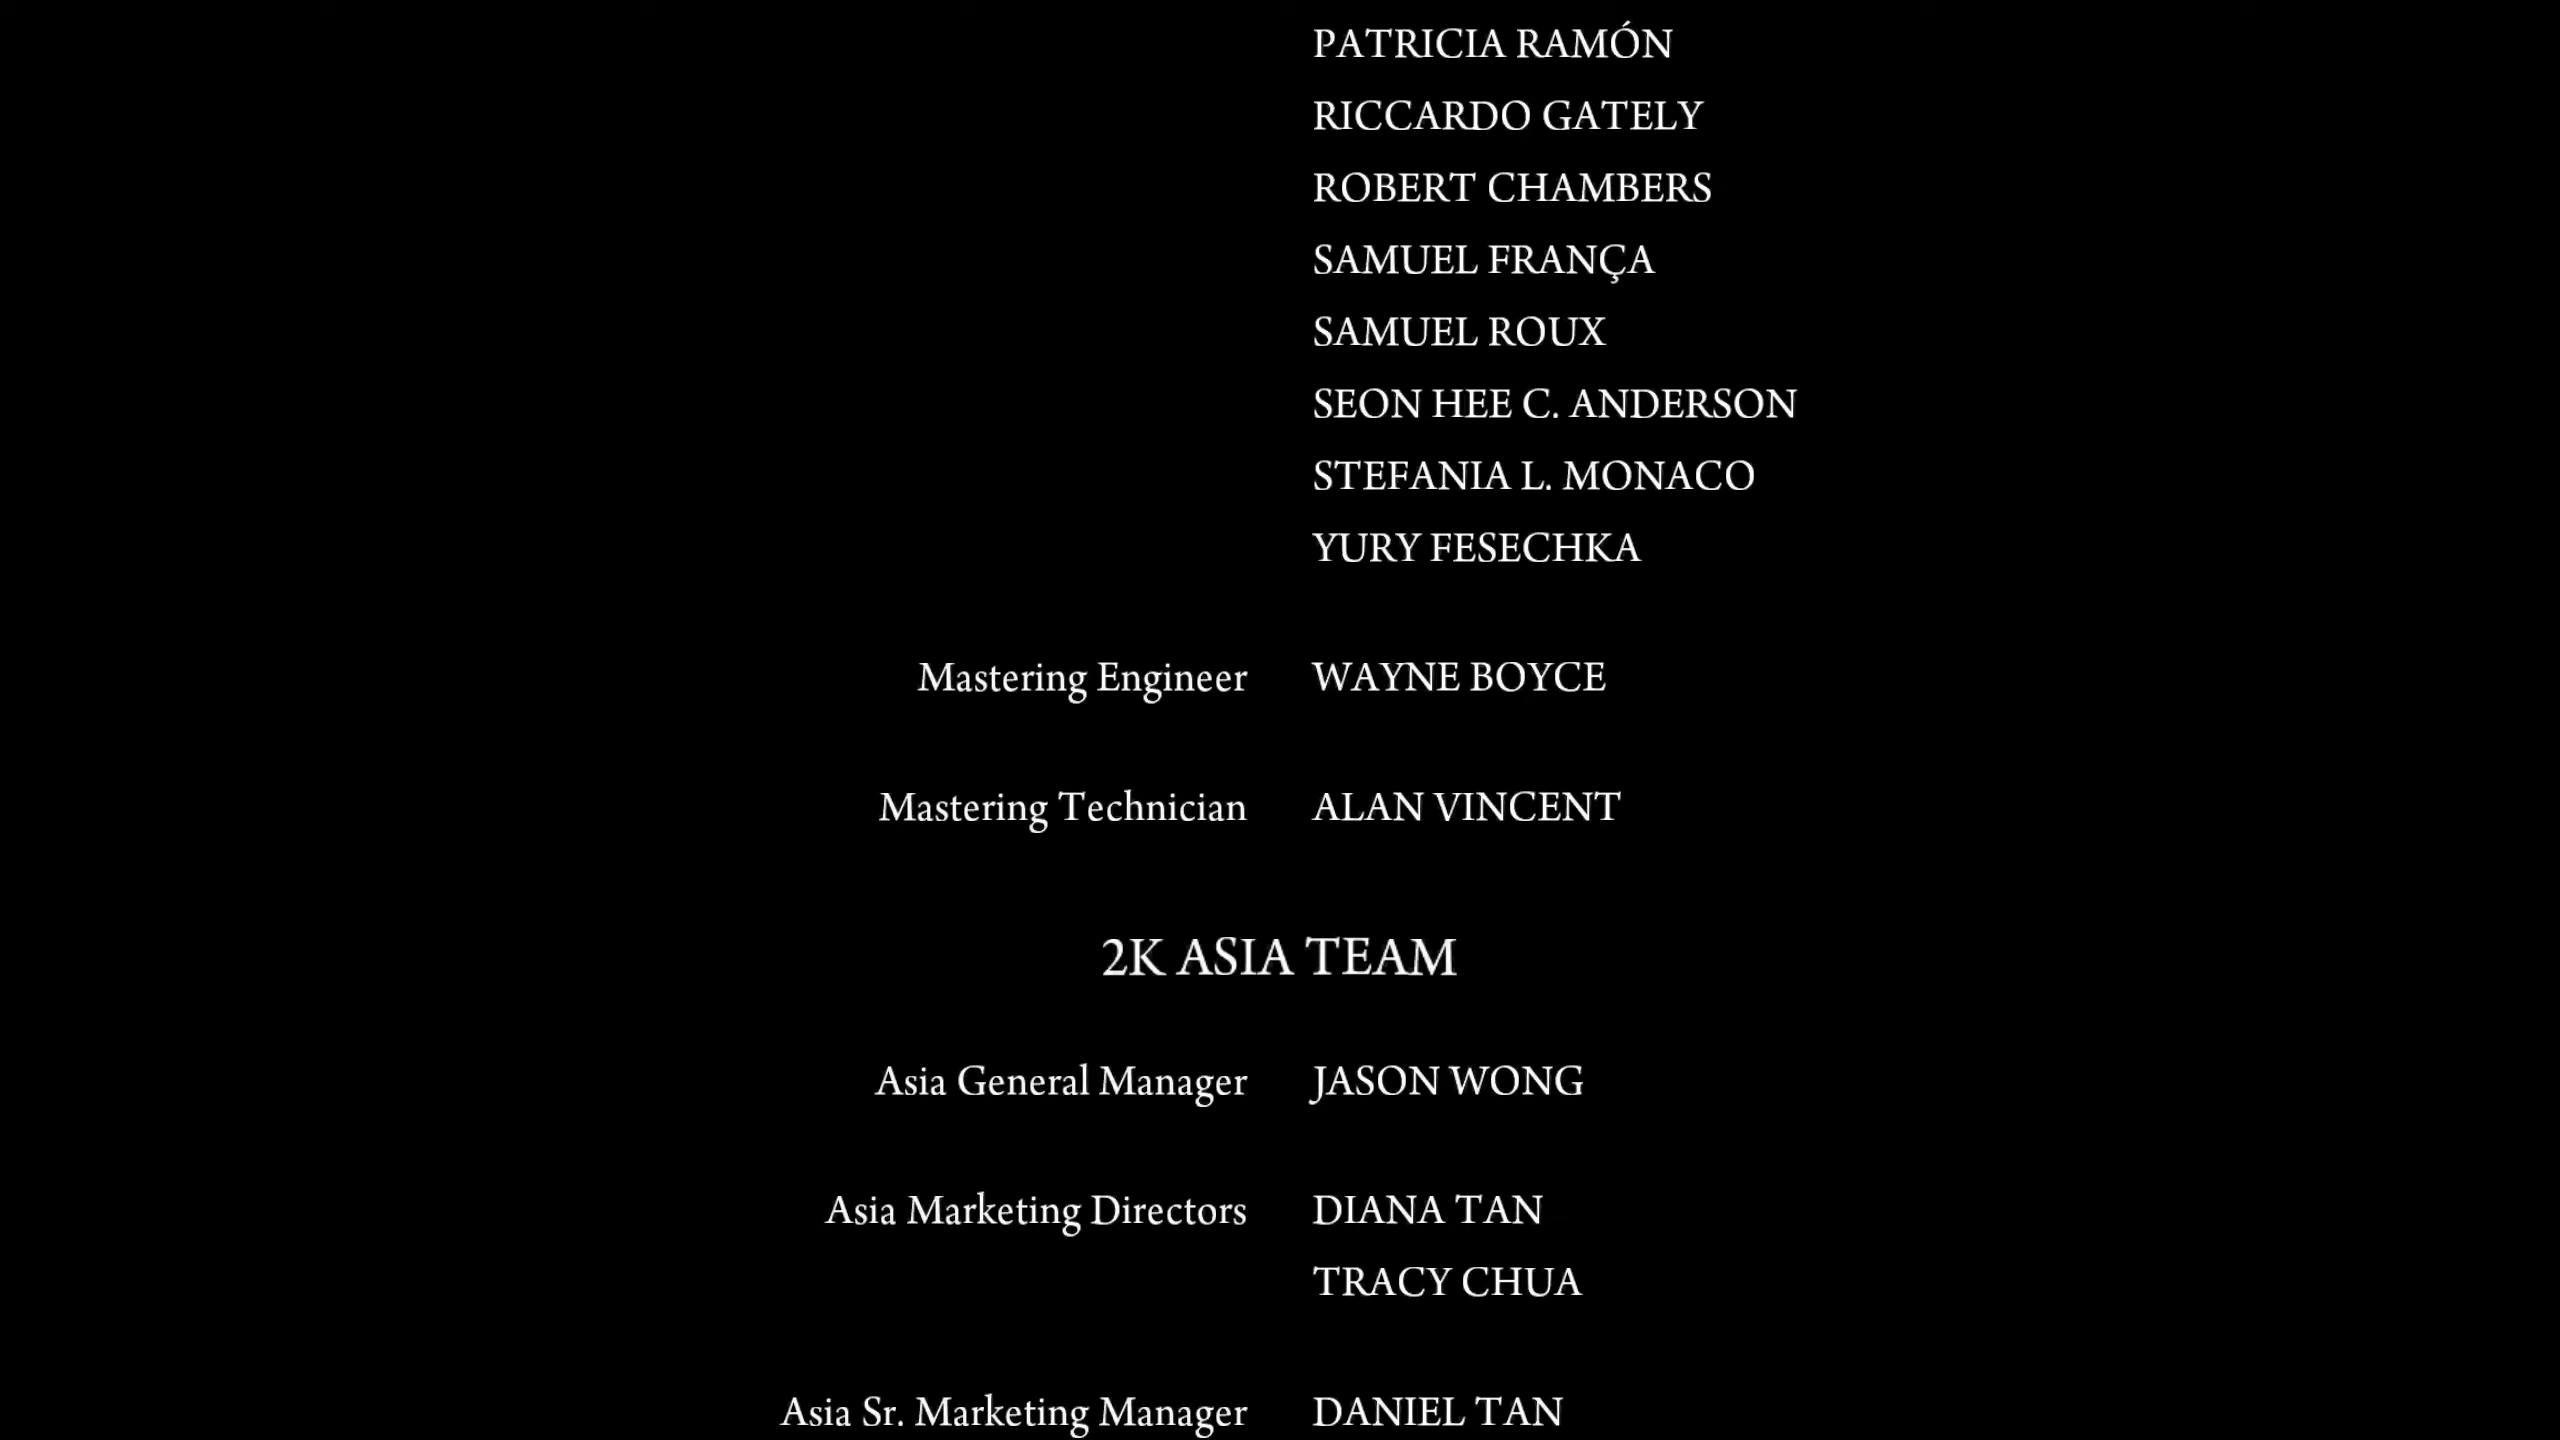 PATRICIA RAMÓN
RICCARDO GATELY
ROBERT CHAMBERS
SAMUEL FRANÇA
SAMUEL ROUX
SEON HEE C. ANDERSON
STEFANIA L. MONACO
YURY FESECHKA
Mastering Engineer WAYNE BOYCE
Mastering Technician ALAN VINCENT
2K ASIA TEAM
Asia General Manager JASON WONG
Asia Marketing Directors DIANA TAN
TRACY CHUA
Asia Sr. Marketing Manager DANIEL TAN